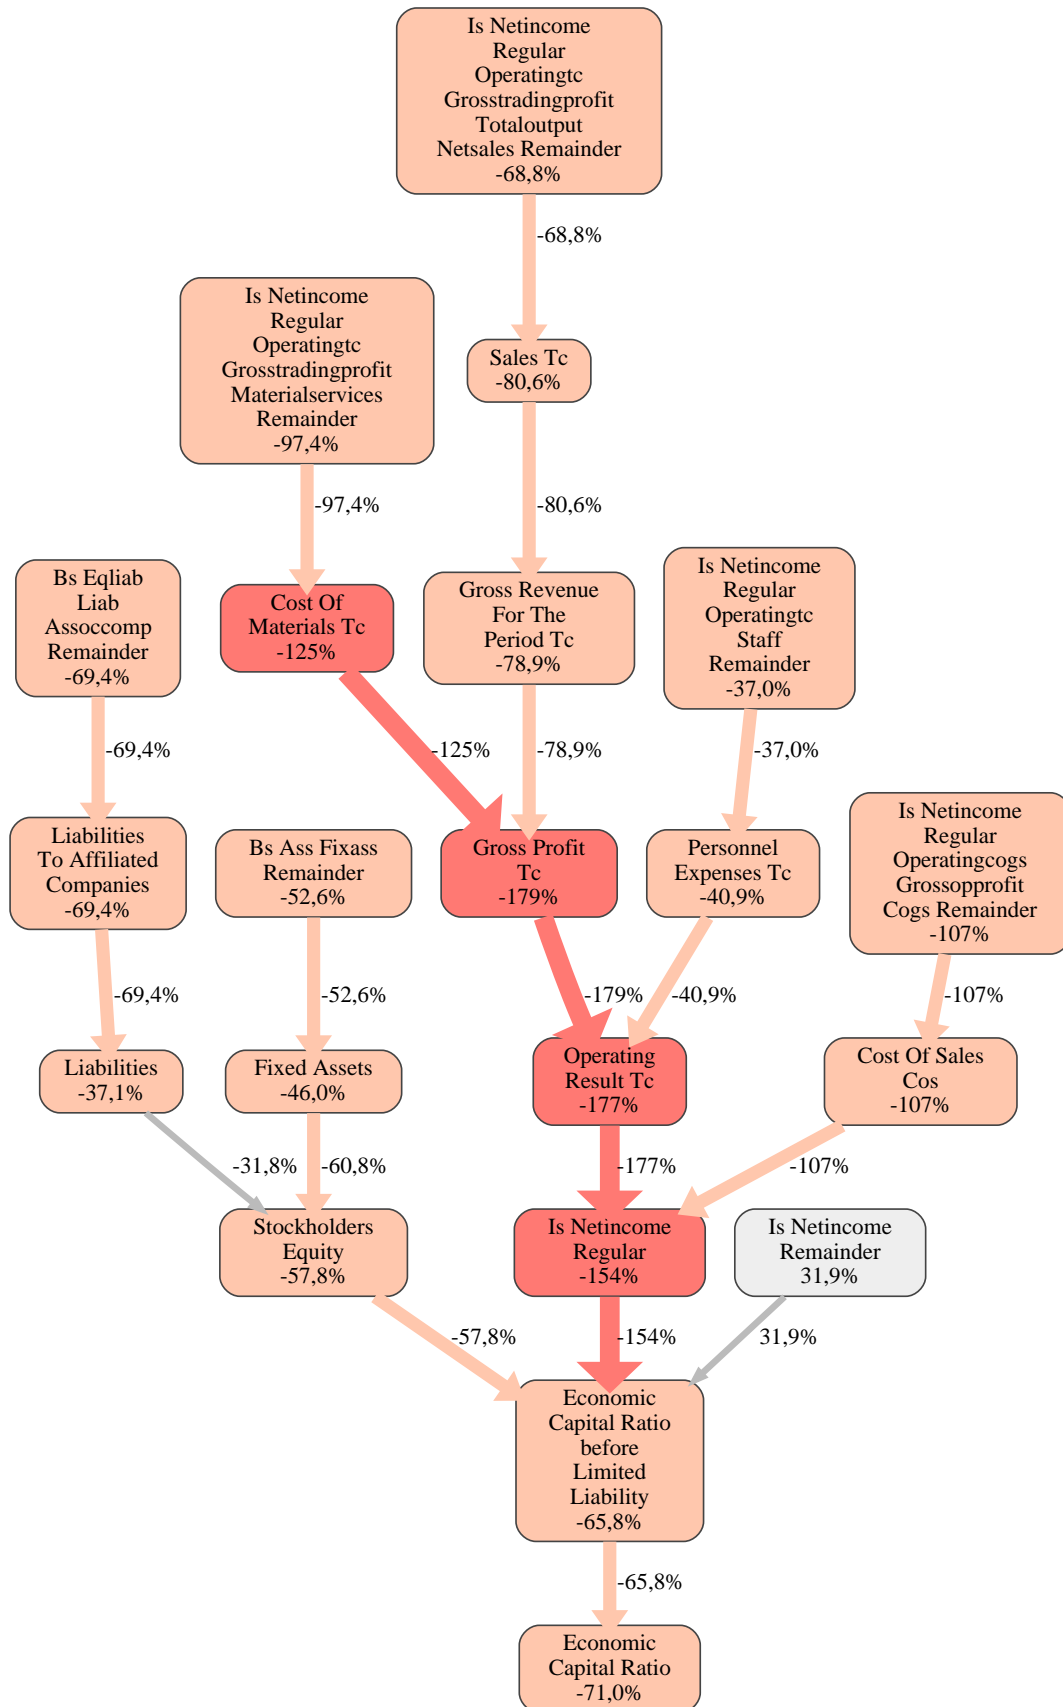 Is Netincome
Regular
Operatingtc
Grosstradingprofit
Totaloutput
Netsales Remainder
-68,8%
-68,8%
Is Netincome
Regular
Operatingtc
Grosstradingprofit
Materialservices
Remainder
-97,4%
Sales Tc
-80,6%
-97,4%
-80,6%
Bs Eqliab
Liab
Assoccomp
Remainder
-69,4%
Cost Of
Materials Tc
-125%
Gross Revenue
For The
Period Tc
-78,9%
Is Netincome
Regular
Operatingtc
Staff
Remainder
-37,0%
-69,4%
-125%
-78,9%
-37,0%
Liabilities
To Affiliated
Companies
-69,4%
Bs Ass Fixass
Remainder
-52,6%
Gross Profit
Tc
-179%
Personnel
Expenses Tc
-40,9%
Is Netincome
Regular
Operatingcogs
Grossopprofit
Cogs Remainder
-107%
-69,4%
-52,6%
-179%
-40,9%
-107%
Liabilities
-37,1%
Fixed Assets
-46,0%
Operating
Result Tc
-177%
Cost Of Sales
Cos
-107%
-31,8%
-60,8%
-177%
-107%
Stockholders
Equity
-57,8%
Is Netincome
Regular
-154%
Is Netincome
Remainder
31,9%
-57,8%
-154%
31,9%
Economic
Capital Ratio
before
Limited
Liability
-65,8%
-65,8%
Economic
Capital Ratio
-71,0%